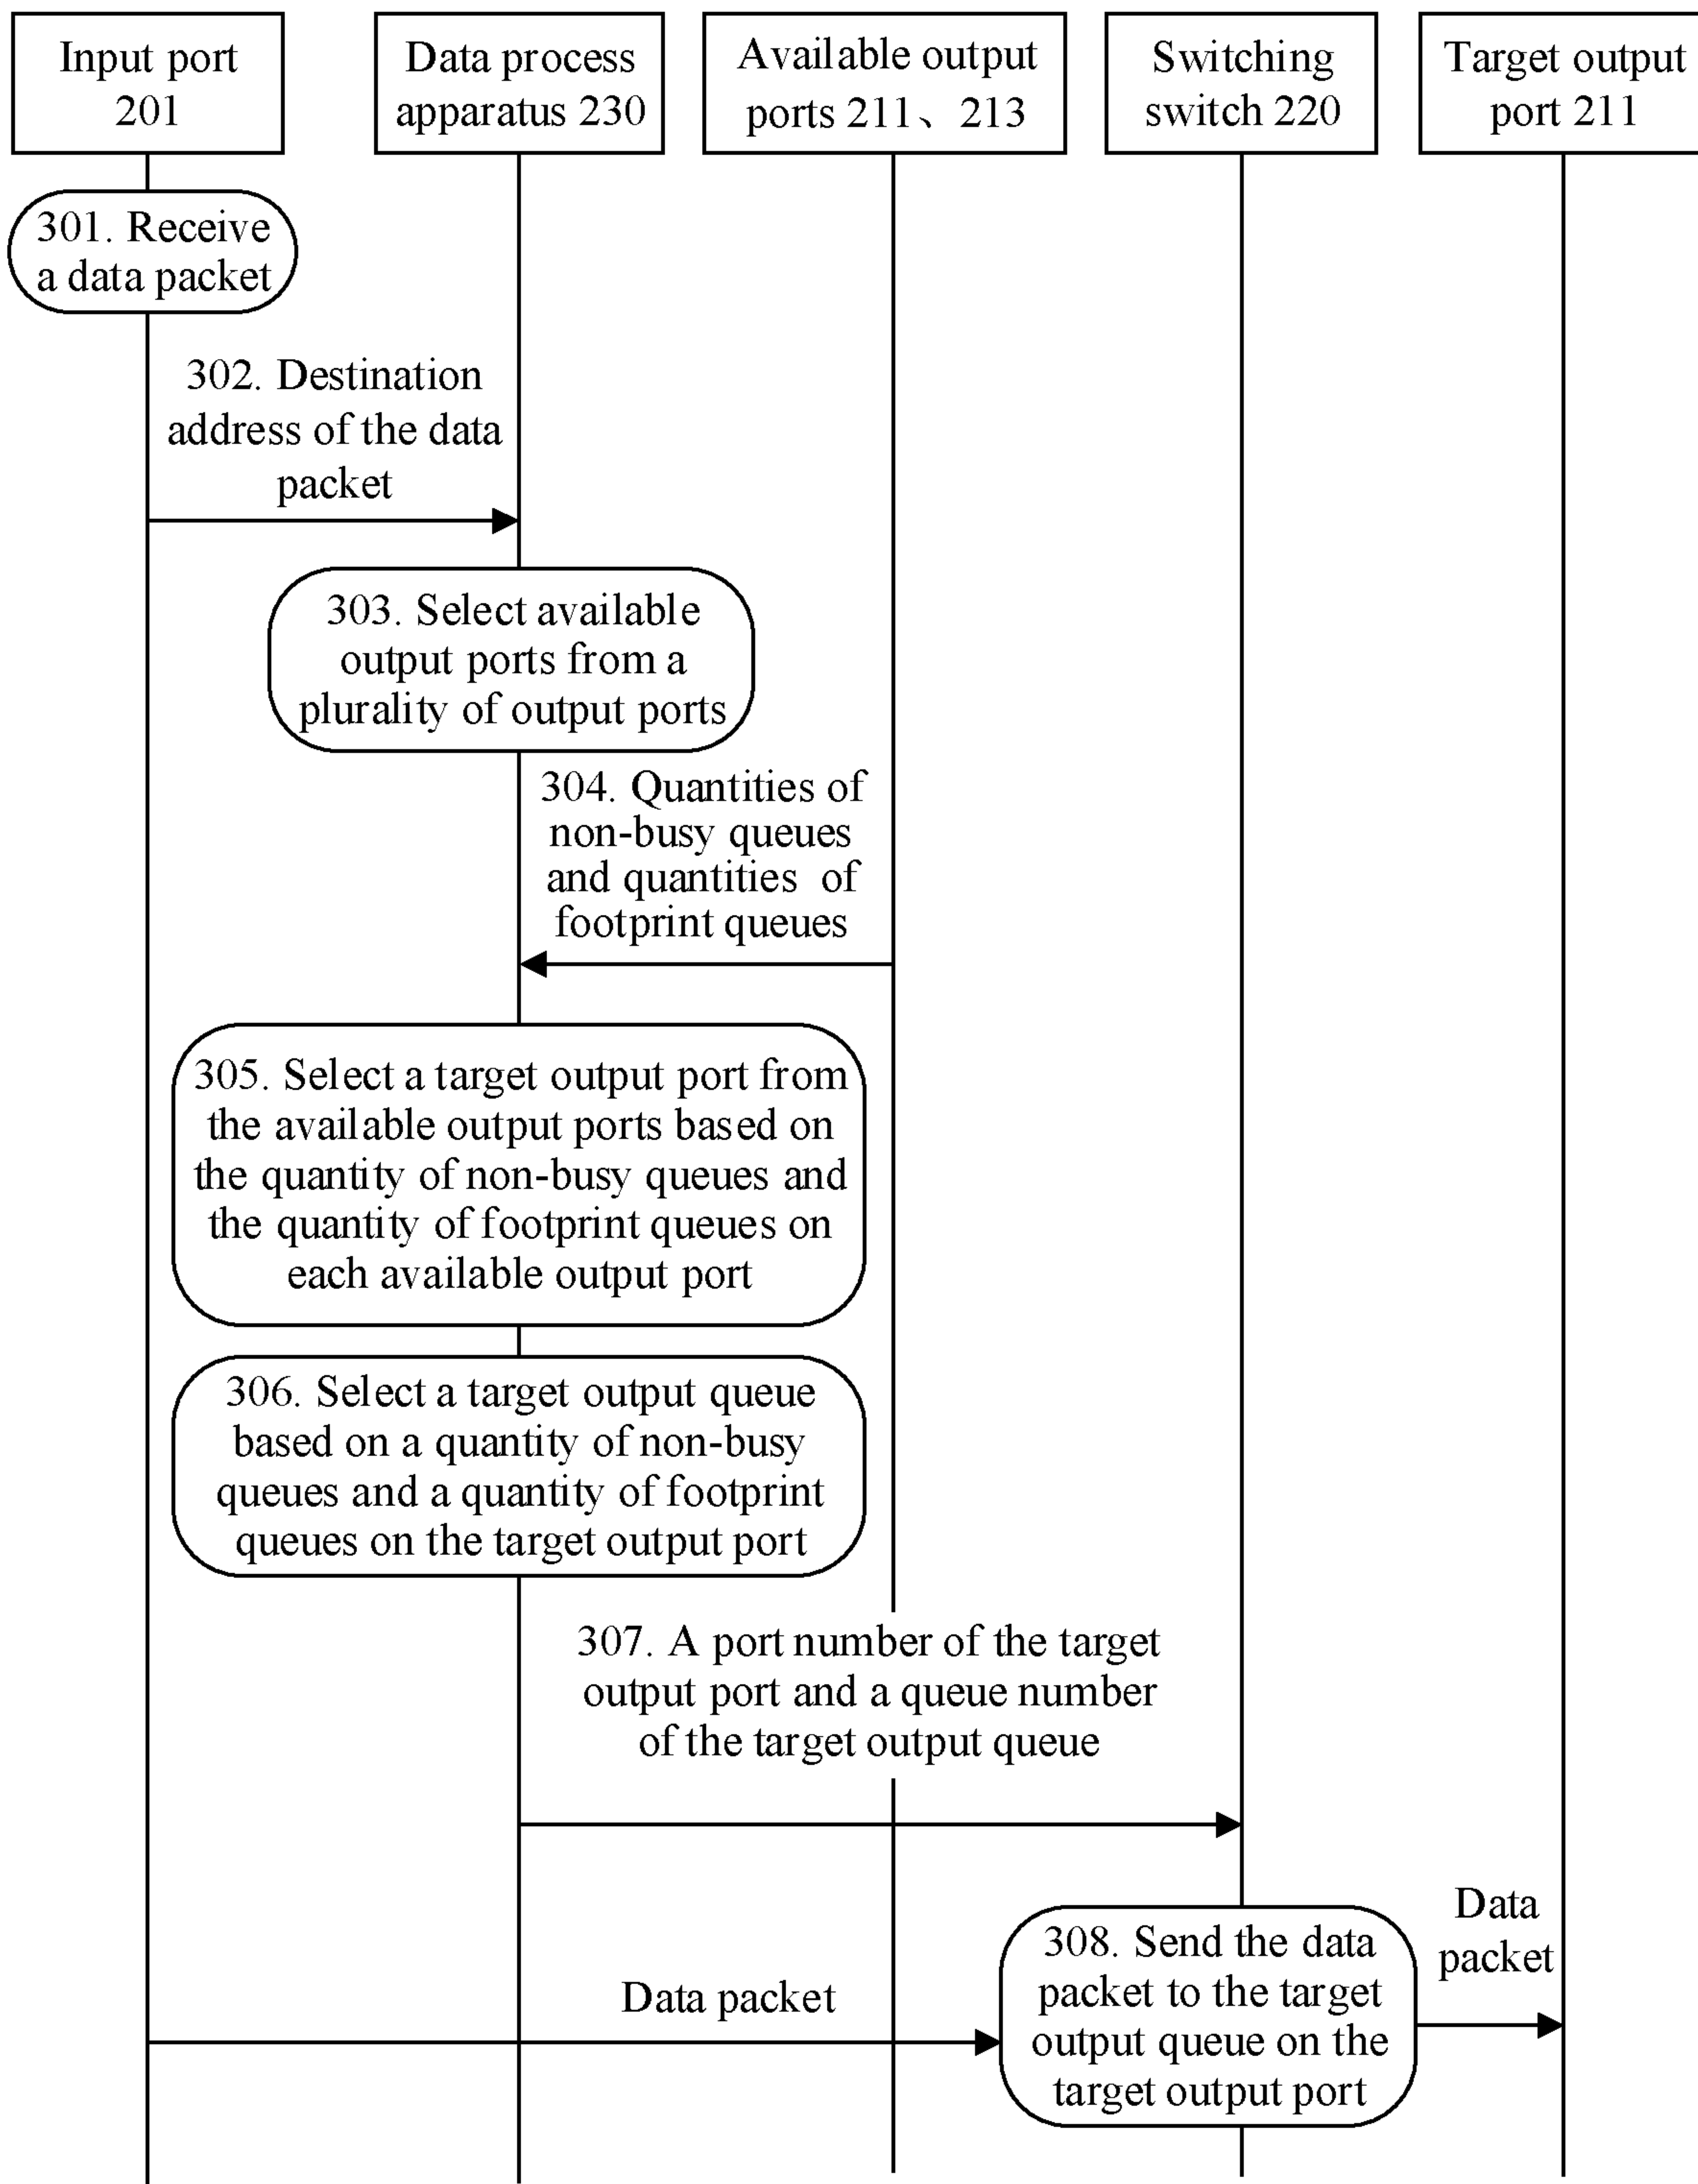 Input port
201
Data process
apparatus 230
Available output
ports 211、213
Switching
switch 220
Target output
port 211
301. Receive
a data packet
302. Destination
address of the data
packet
303. Select available
output ports from a
plurality of output ports
304. Quantities of
non-busy queues
and quantities of
footprint queues
305. Select a target output port from
the available output ports based on
the quantity of non-busy queues and
the quantity of footprint queues on
each available output port
306. Select a target output queue
based on a quantity of non-busy
queues and a quantity of footprint
queues on the target output port
307. A port number of the target
output port and a queue number
of the target output queue
Data packet
308. Send the data
packet to the target
output queue on the
target output port
Data
packet